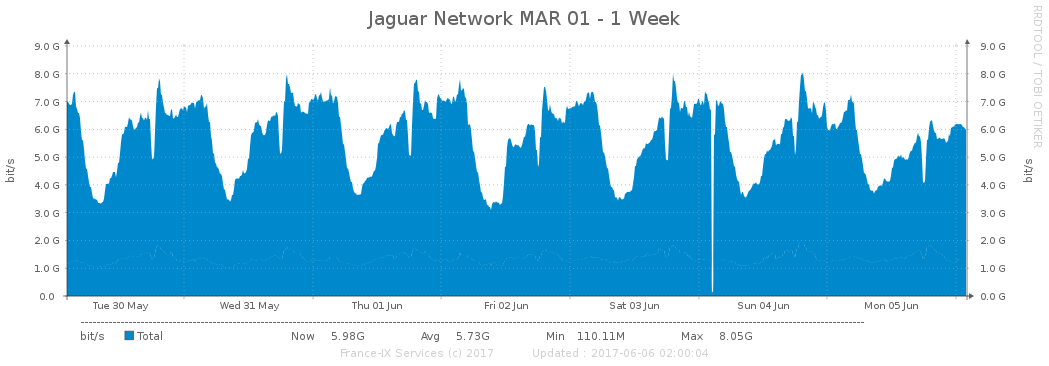 Jaguar Network MAR 01 - 1 Week
RRDTOOL / TOBI OETIKER
9.0 G 9.0 G
8.0 G 8.0 G
7.0 G 7.0 G
6.0 G 6.0 G
5.0 G 5.0 G
4.0 G 4.0 G
3.0 G 3.0 G
2.0 G 2.0 G
1.0 G 1.0 G
0.0 0.0 G
bit/s bit/s
Tue 30 May Wed 31 May Thu 01 Jun Fri 02 Jun Sat 03 Jun Sun 04 Jun Mon 05 Jun
bit/s Total Now 5.98G Avg 5.73G Min 110.11M Max 8.05G
France-IX Services (c) 2017 Updated : 2017-06-06 02:00:04